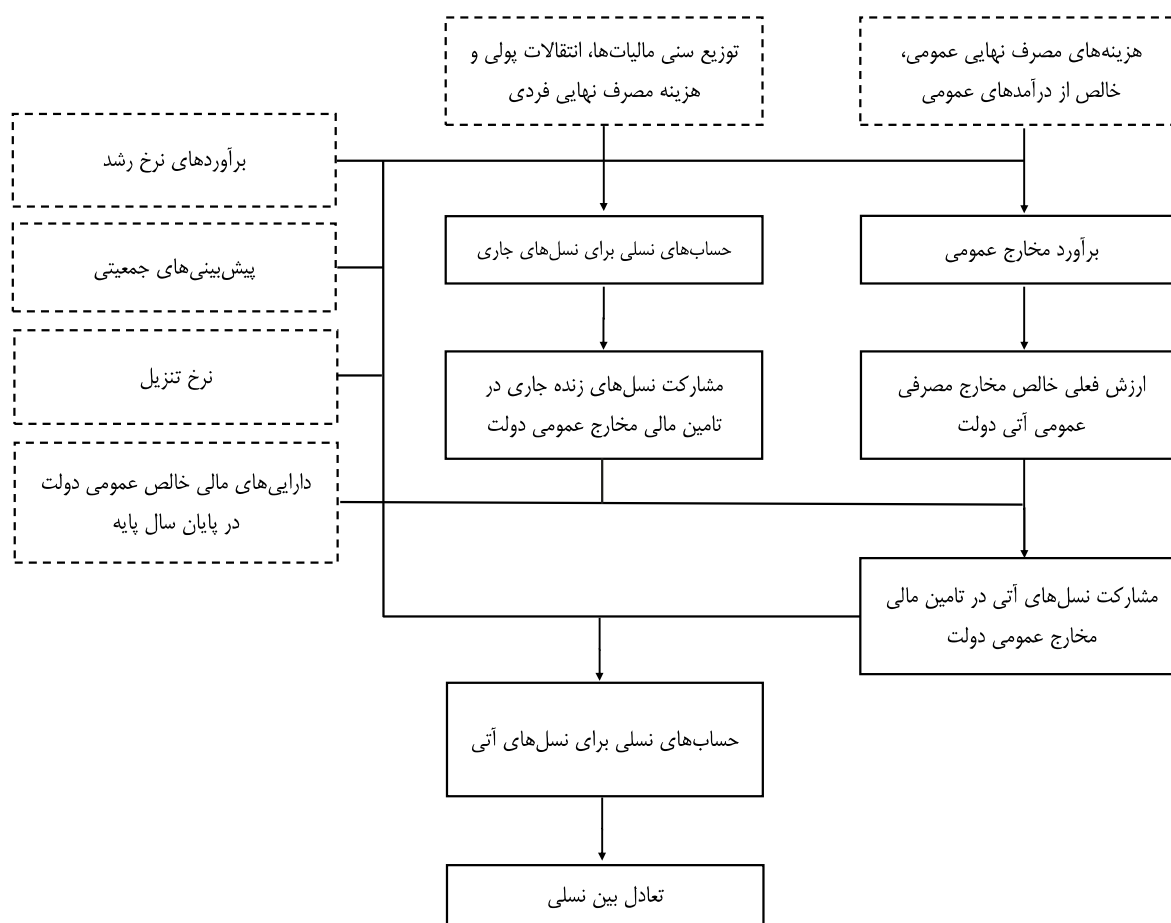 هزینه‌های مصرف نهایی عمومی،
خالص از درآمدهای عمومی
توزیع سنی مالیات‌ها، انتقالات پولی و
هزینه مصرف نهایی فردی
برآوردهای نرخ رشد
برآورد مخارج عمومی
حساب‌های نسلی برای نسل‌های جاری
پیش‌بینی‌های جمعیتی
ارزش فعلی خالص مخارج مصرفی
عمومی آتی دولت
مشارکت نسل‌های زنده جاری در
تامین مالی مخارج عمومی دولت
نرخ تنزیل
دارایی‌های مالی خالص عمومی دولت
در پایان سال پایه
مشارکت نسل‌های آتی در تامین مالی
مخارج عمومی دولت
حساب‌های نسلی برای نسل‌های آتی
تعادل بین نسلی